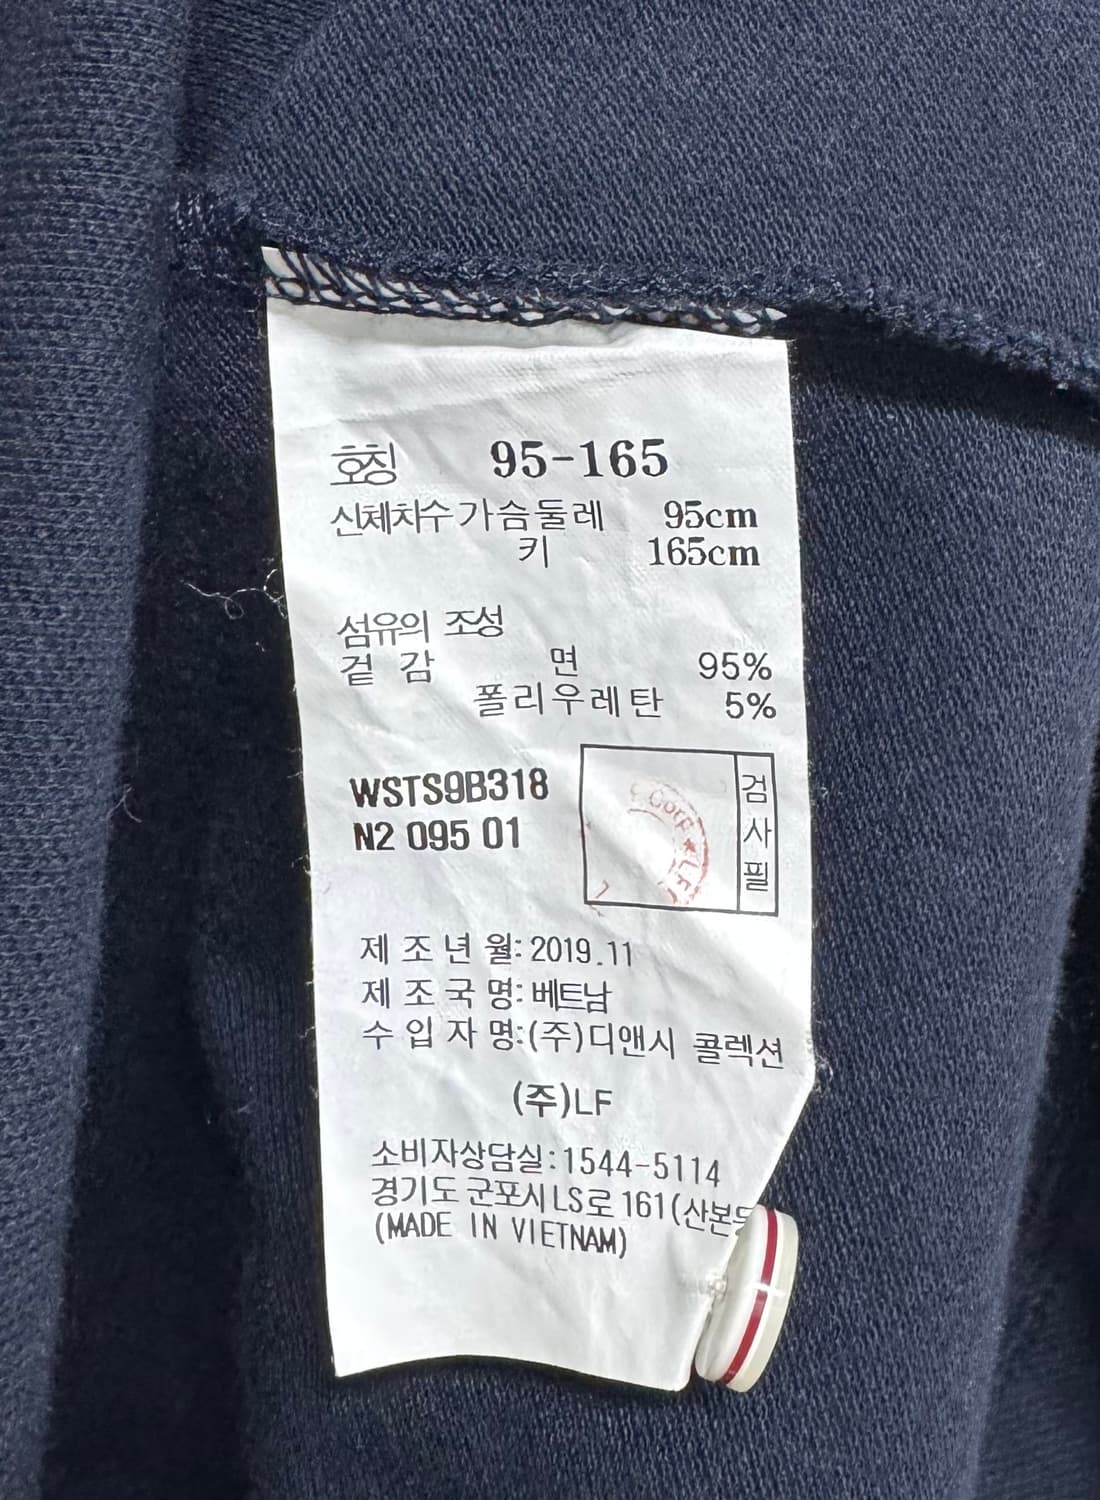 호칭 95-165
신체치수 가슴둘레 95cm
키 165cm
섬유의 조성
겉 감 면 95%
폴리우레탄 5%
WSTS9B318
N2 095 01
Corp ★ LF
검
사
필
제 조 년 월: 2019.11
제 조 국 명: 베트남
수 입 자 명:(주)디앤시 콜렉션
(주)LF
소비자상담실:1544-5114
경기도 군포시 LS로 161(산본
(MADE IN VIETNAM)